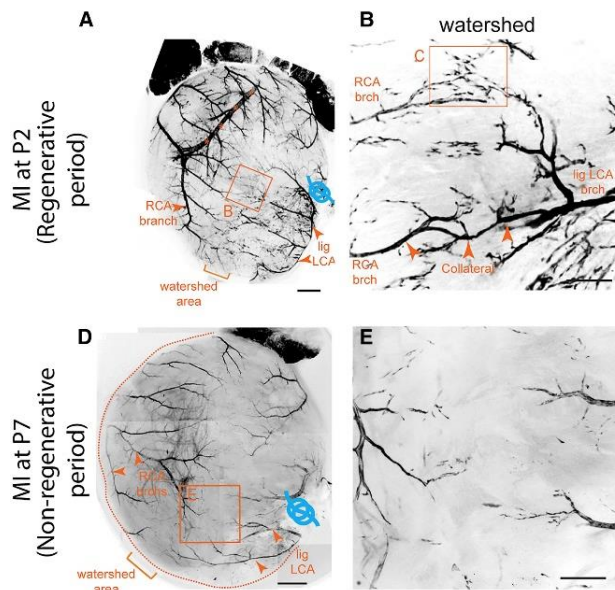 A
B
watershed
C
RCA
brch
lig LCA
brch
RCA
brch
Collateral
MI at P2
(Regenerative
period)
RCA
branch
B
lig
LCA
watershed
area
D
E
MI at P7
(Non-regenerative
period)
RCA
brchs
E
lig
LCA
watershed
area